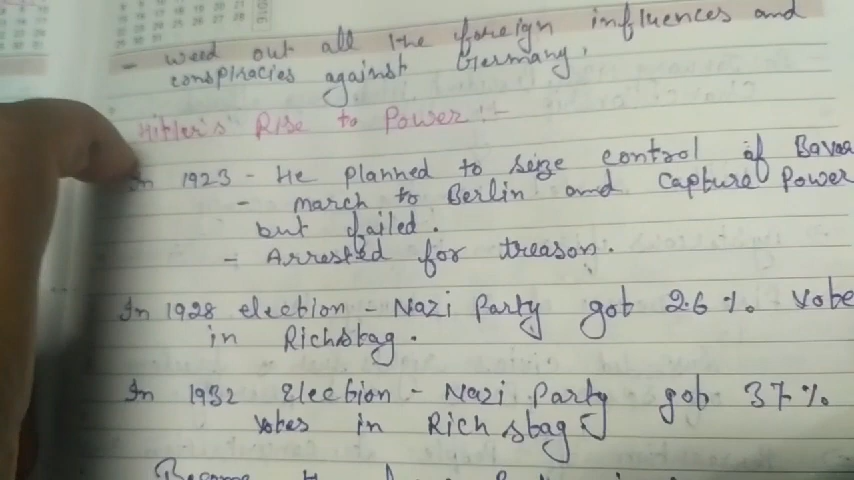 - weed out all the foreign influences and
conspiracies against Germany.
Hitler's Rise to Power :-
In 1923 - He planned to seize control of Bavaa
- march to Berlin and capture Power
but failed.
- Arrested for treason.
In 1928 election - Nazi Party got 2.6 % Vote
in Richstag.
In 1932 Election - Nazi Party got 37 %
votes in Richstag
Become